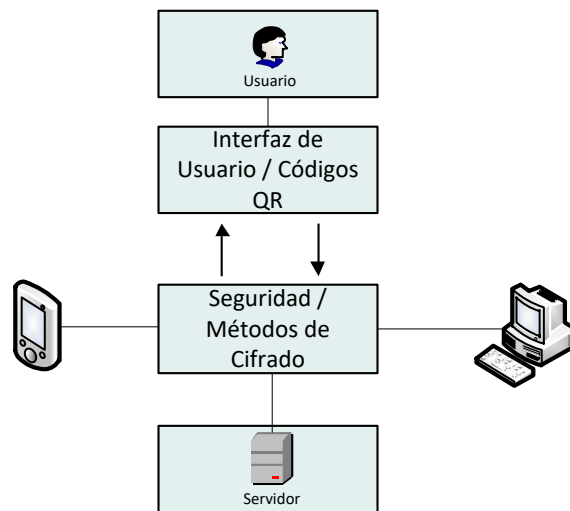 Usuario
Interfaz de
Usuario / Códigos
QR
Seguridad /
Métodos de
Cifrado
Servidor